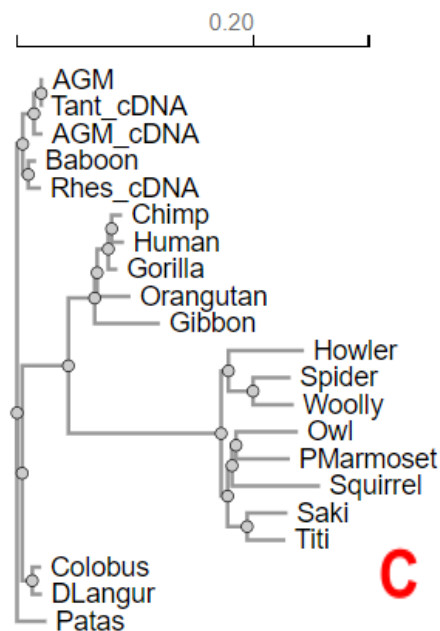 0.20
AGM
Tant_cDNA
AGM_cDNA
Baboon
Rhes_cDNA
Chimp
Human
Gorilla
Orangutan
Gibbon
Howler
Spider
Woolly
Owl
PMarmoset
Squirrel
Saki
Titi
C
Colobus
DLangur
Patas